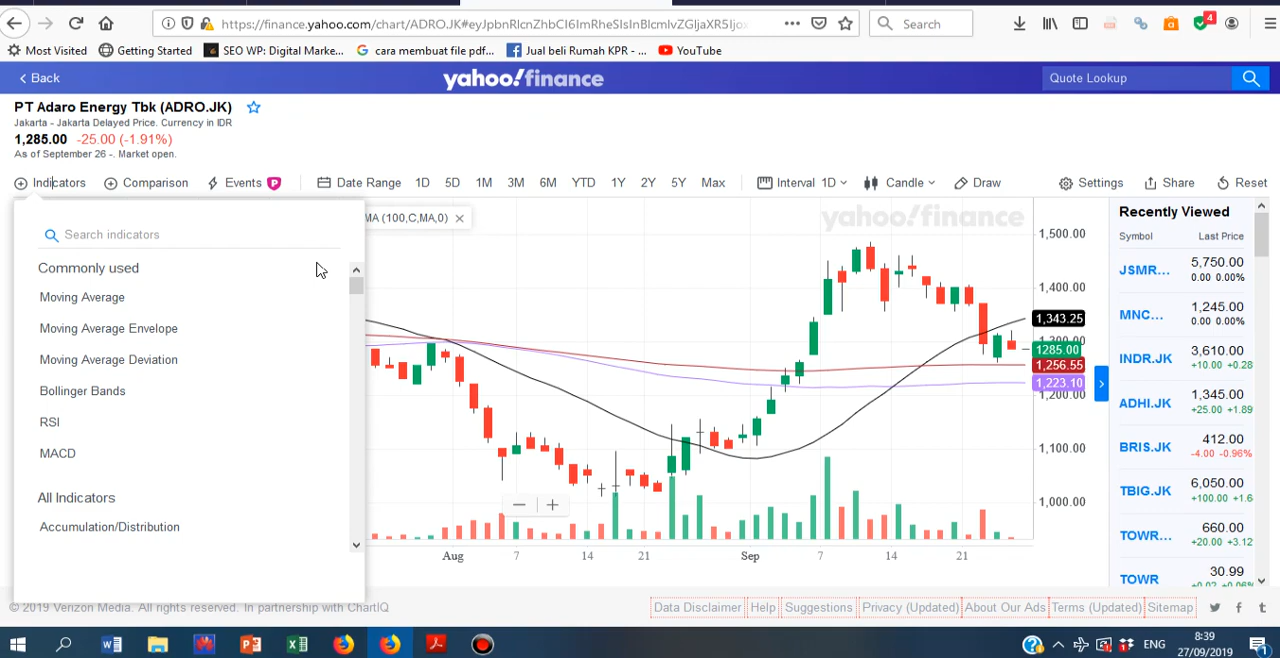 https://finance.yahoo.com/chart/ADRO.JK#eyJpbnRlcnZhbCI6ImRheSIsInBlcmlvZGljaXR5Ijox
Search
4
Most Visited
Getting Started
SEO WP: Digital Marke...
cara membuat file pdf...
Jual beli Rumah KPR - ...
YouTube
Back
yahoo!finance
Quote Lookup
PT Adaro Energy Tbk (ADRO.JK)
Jakarta - Jakarta Delayed Price. Currency in IDR
1,285.00 -25.00 (-1.91%)
As of September 26 -. Market open.
Indicators
Comparison
Events P
Date Range 1D 5D 1M 3M 6M YTD 1Y 2Y 5Y Max
Interval 1D
Candle
Draw
Settings
Share
Reset
Search indicators
Commonly used
Moving Average
Moving Average Envelope
Moving Average Deviation
Bollinger Bands
RSI
MACD
All Indicators
Accumulation/Distribution
MA (100,C,MA,0)
yahoo!finance
1,500.00
1,400.00
1,343.25
1285.00
1,256.55
1,223.10
1,200.00
1,100.00
1,000.00
Aug 7 14 21 Sep 7 14 21
Recently Viewed
Symbol Last Price
JSMR... 5,750.00
0.00 0.00%
MNC... 1,245.00
0.00 0.00%
INDR.JK 3,610.00
+10.00 +0.28
ADHI.JK 1,345.00
+25.00 +1.89
BRIS.JK 412.00
-4.00 -0.96%
TBIG.JK 6,050.00
+100.00 +1.6
TOWR... 660.00
+20.00 +3.12
TOWR 30.99
© 2019 Verizon Media. All rights reserved. In partnership with ChartIQ
Data Disclaimer Help Suggestions Privacy (Updated) About Our Ads Terms (Updated) Sitemap
ENG
8:39
27/09/2019
1